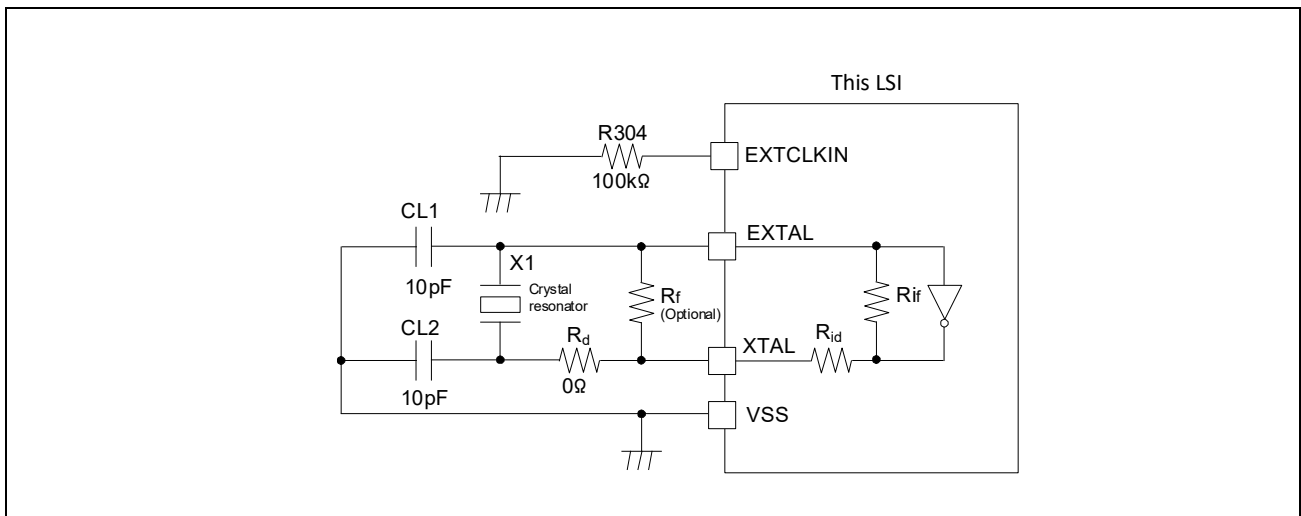 This LSI
R304
100kΩ
EXTCLKIN
CL1
10pF
EXTAL
X1
Crystal
resonator
Rf
(Optional)
Rif
CL2
10pF
Rd
0Ω
XTAL
Rid
VSS